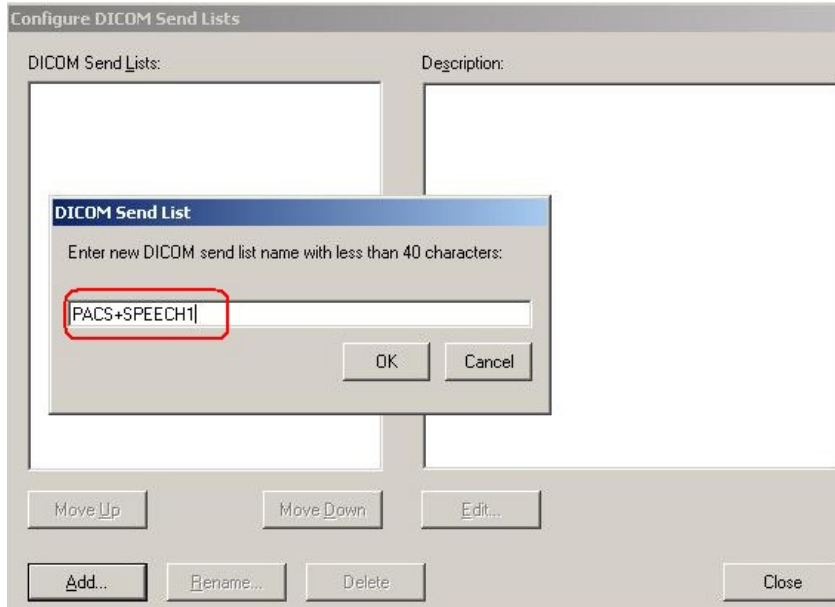 Configure DICOM Send Lists
DICOM Send Lists:
Description:
DICOM Send List
Enter new DICOM send list name with less than 40 characters:
PACS+SPEECH1
OK
Cancel
Move Up
Move Down
Edit...
Add...
Rename...
Delete
Close